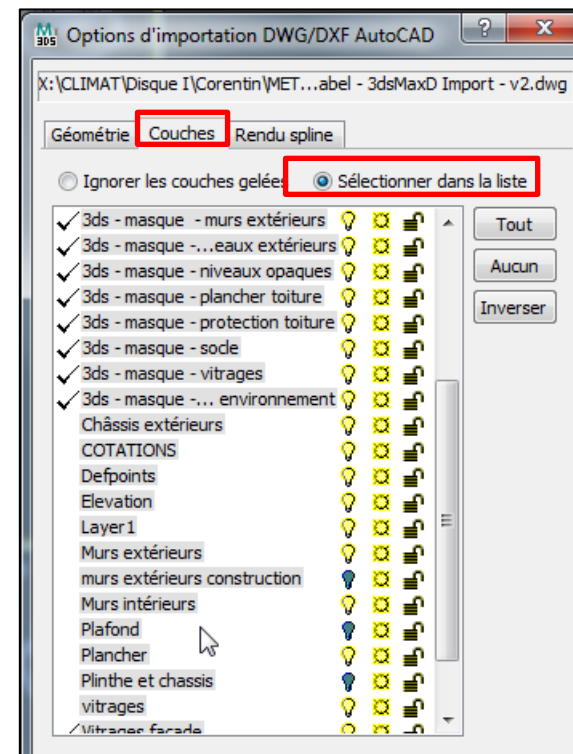 M 3DS Options d'importation DWG/DXF AutoCAD ? X
X:\CLIMAT\Disque I\Corentin\MET...abel - 3dsMaxD Import - v2.dwg
Géométrie Couches Rendu spline
Ignorer les couches gelées Sélectionner dans la liste
3ds - masque - murs extérieurs
3ds - masque -...eaux extérieurs
3ds - masque - niveaux opaques
3ds - masque - plancher toiture
3ds - masque - protection toiture
3ds - masque - socle
3ds - masque - vitrages
3ds - masque -... environnement
Châssis extérieurs
COTATIONS
Defpoints
Elevation
Layer1
Murs extérieurs
murs extérieurs construction
Murs intérieurs
Plafond
Plancher
Plinthe et chassis
vitrages
Vitrages facade
Tout
Aucun
Inverser